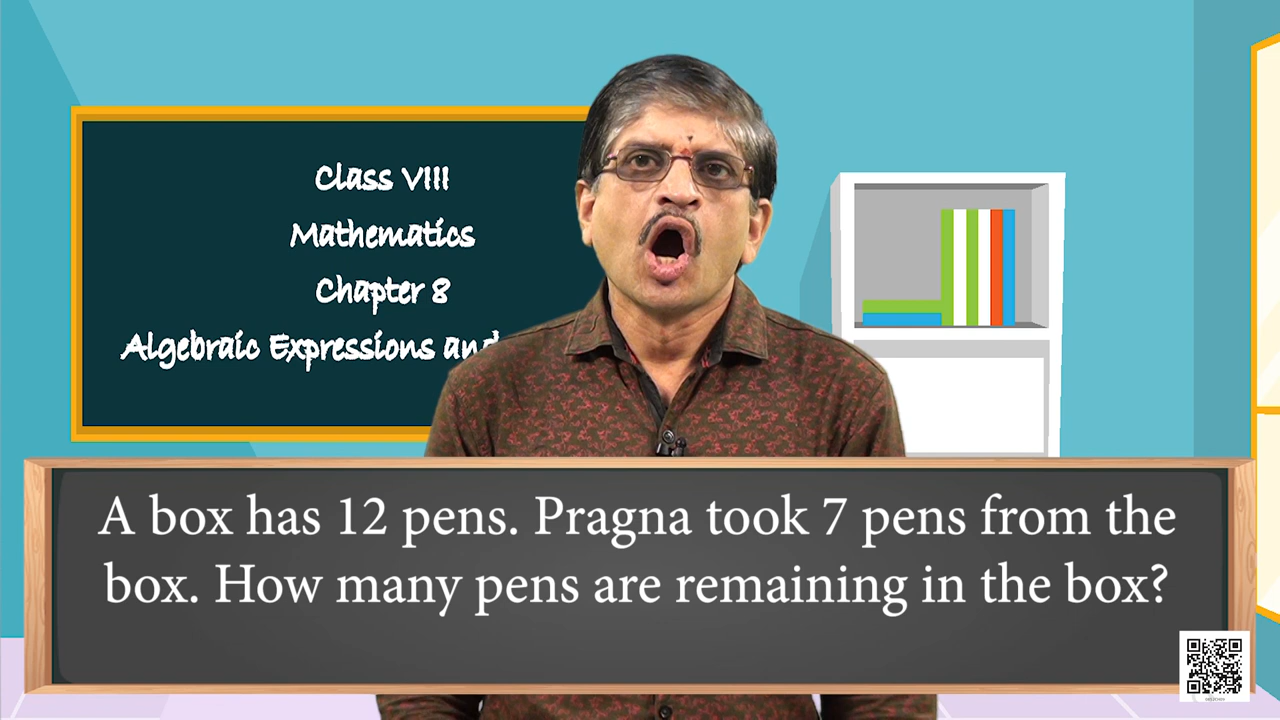 Class VIII
Mathematics
Chapter 8
Algebraic Expressions and
A box has 12 pens. Pragna took 7 pens from the
box. How many pens are remaining in the box?